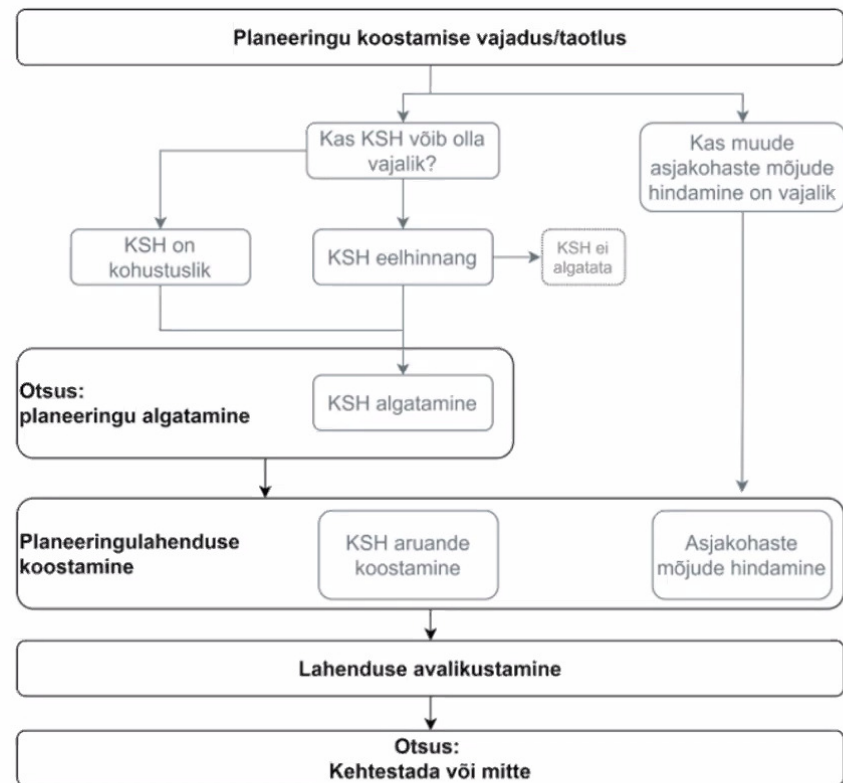 Planeeringu koostamise vajadus/taotlus
Kas KSH võib olla
vajalik?
Kas muude
asjakohaste mõjude
hindamine on vajalik
KSH on
kohustuslik
KSH eelhinnang
KSH ei
algatata
Otsus:
planeeringu algatamine
KSH algatamine
Planeeringulahenduse
koostamine
KSH aruande
koostamine
Asjakohaste
mõjude hindamine
Lahenduse avalikustamine
Otsus:
Kehtestada või mitte